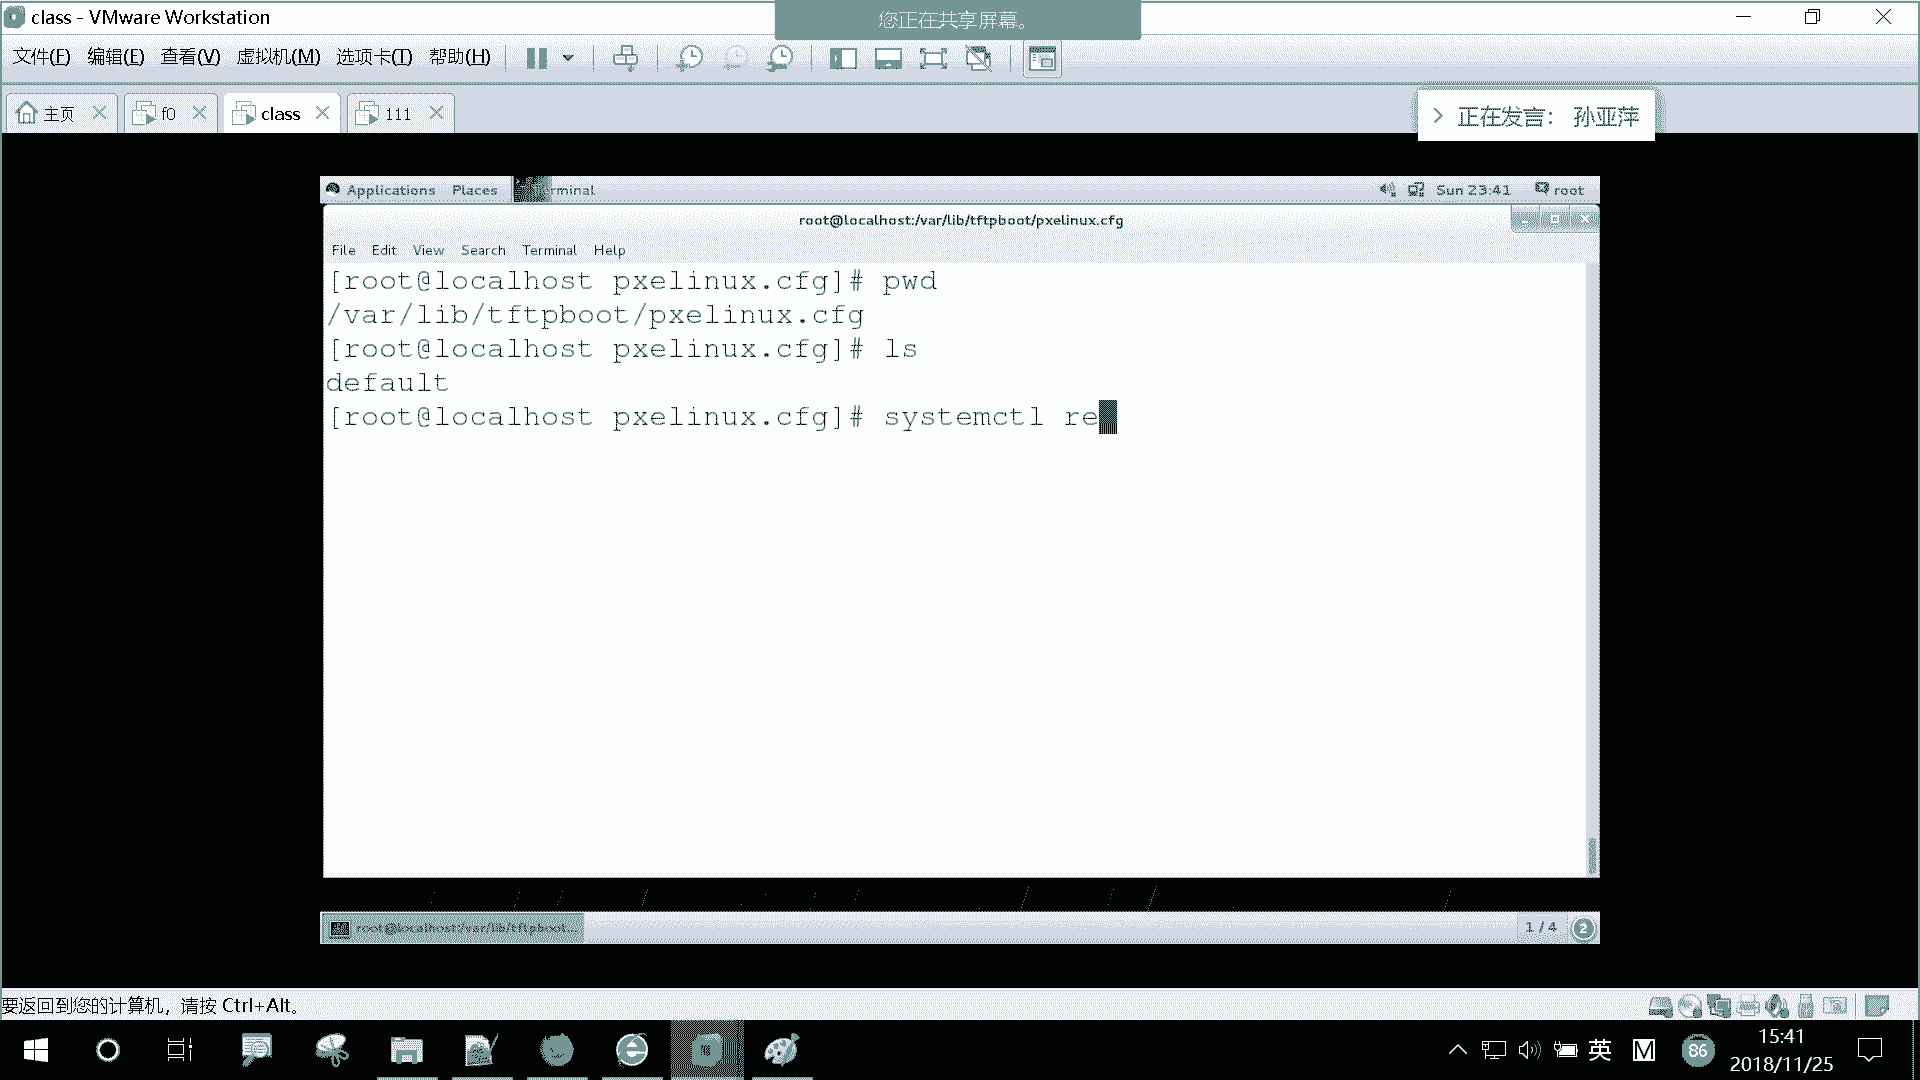 class - VMware Workstation
您正在共享屏幕。
文件(F) 编辑(E) 查看(V) 虚拟机(M) 选项卡(T) 帮助(H)
主页 f0 class 111
正在发言: 孙亚萍
Applications Places Terminal Sun 23:41 root
root@localhost:/var/lib/tftpboot/pxelinux.cfg
File Edit View Search Terminal Help
[root@localhost pxelinux.cfg]# pwd
/var/lib/tftpboot/pxelinux.cfg
[root@localhost pxelinux.cfg]# ls
default
[root@localhost pxelinux.cfg]# systemctl re
root@localhost:/var/lib/tftpboot... 1 / 4 2
要返回到您的计算机，请按 Ctrl+Alt。
英 M 86 15:41
2018/11/25